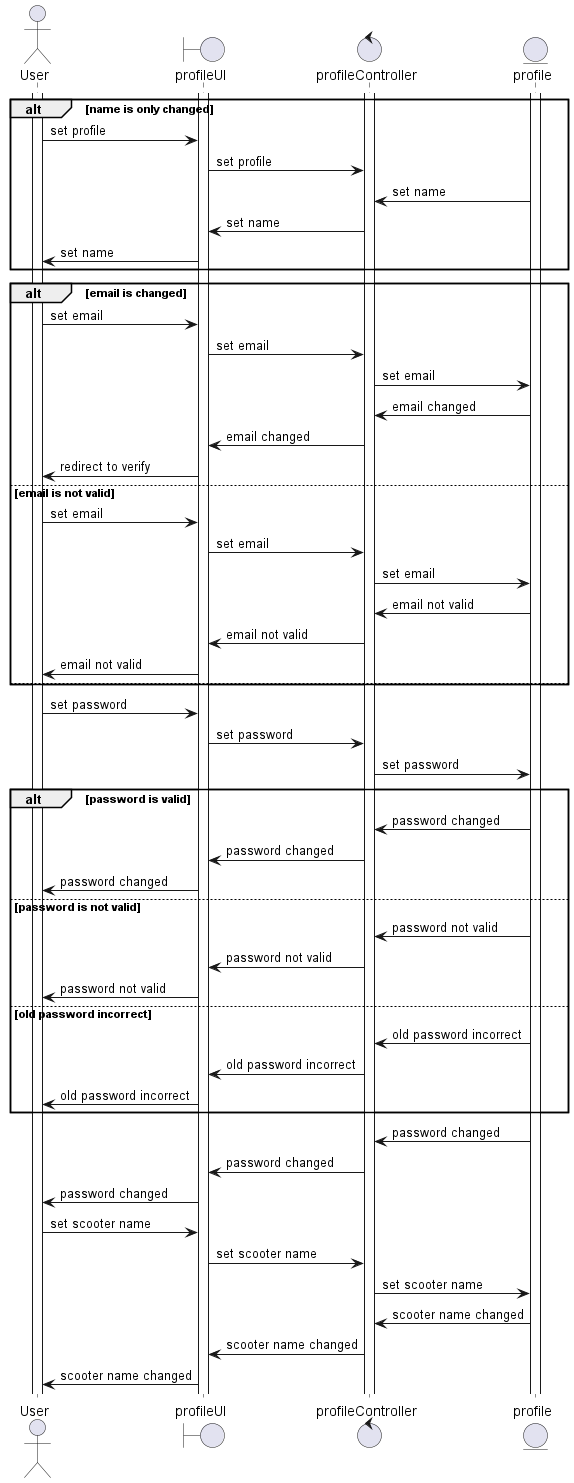 User profileUI profileController profile
alt [name is only changed]
set profile
set profile
set name
set name
set name
alt [email is changed]
set email
set email
set email
email changed
email changed
redirect to verify
[email is not valid]
set email
set email
set email
email not valid
email not valid
email not valid
set password
set password
set password
alt [password is valid]
password changed
password changed
password changed
[password is not valid]
password not valid
password not valid
password not valid
[old password incorrect]
old password incorrect
old password incorrect
old password incorrect
password changed
password changed
password changed
set scooter name
set scooter name
set scooter name
scooter name changed
scooter name changed
scooter name changed
User profileUI profileController profile